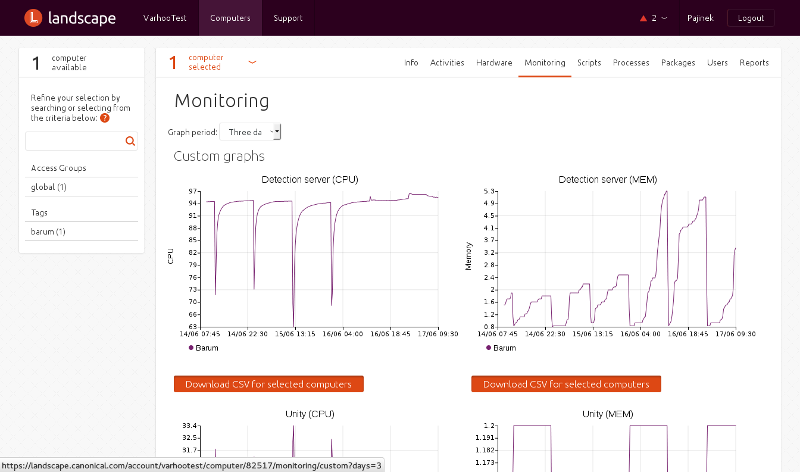 landscape
VarhooTest
Computers
Support
2
Pajinek
Logout
1
computer
available
1
computer
selected
Info
Activities
Hardware
Monitoring
Scripts
Processes
Packages
Users
Reports
Refine your selection by
searching or selecting from
the criteria below: ?
Access Groups
global (1)
Tags
barum (1)
Monitoring
Graph period:
Three da
Custom graphs
Detection server (CPU)
97
94
91
88
85
82
79
76
73
70
66
63
CPU
14/06 07:45
14/06 22:30
15/06 13:15
16/06 04:00
16/06 18:45
17/06 09:30
Barum
Download CSV for selected computers
Detection server (MEM)
5.3
4.9
4.5
4.1
3.7
3.2
2.8
2.4
2
1.6
1.2
0.8
Memory
14/06 07:45
14/06 22:30
15/06 13:15
16/06 04:00
16/06 18:45
17/06 09:30
Barum
Download CSV for selected computers
Unity (CPU)
33.4
32.5
31.7
Unity (MEM)
1.2
1.191
1.182
1.173
https://landscape.canonical.com/account/varhootest/computer/82517/monitoring/custom?days=3